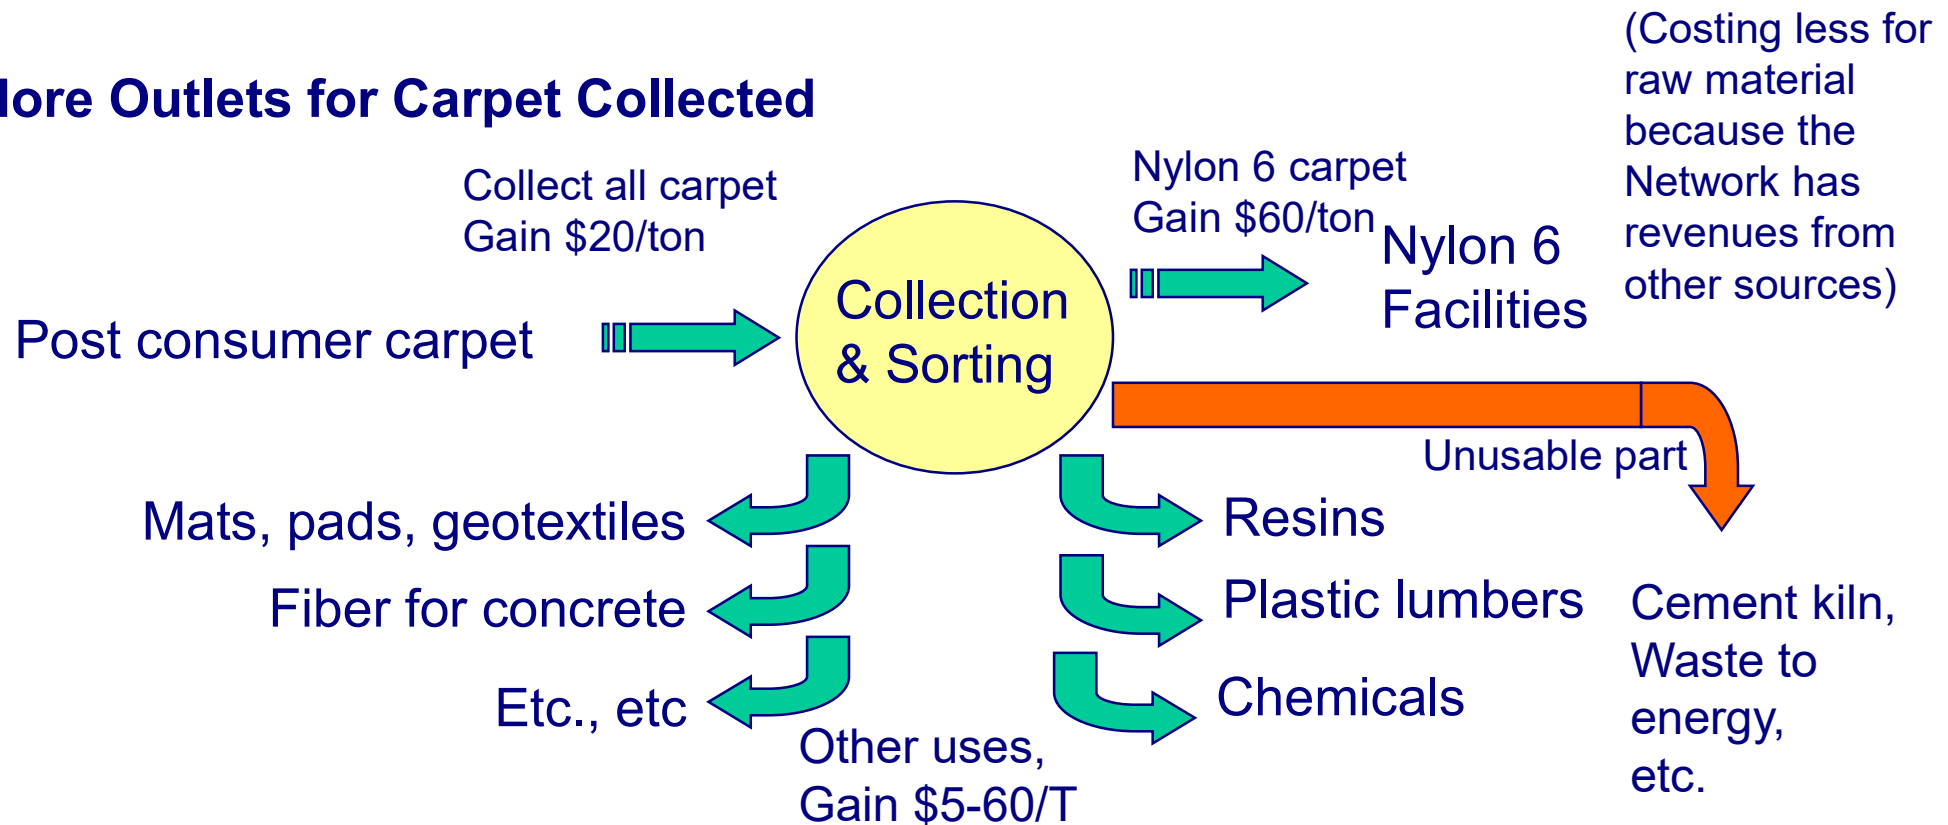 lore Outlets for Carpet Collected
(Costing less for
raw material
because the
Network has
revenues from
other sources)
Collect all carpet
Gain $20/ton
Nylon 6 carpet
Gain $60/ton
Nylon 6
Facilities
Collection
& Sorting
Post consumer carpet
Unusable part
Mats, pads, geotextiles
Fiber for concrete
Etc., etc
Resins
Plastic lumbers
Chemicals
Cement kiln,
Waste to
energy,
etc.
Other uses,
Gain $5-60/T